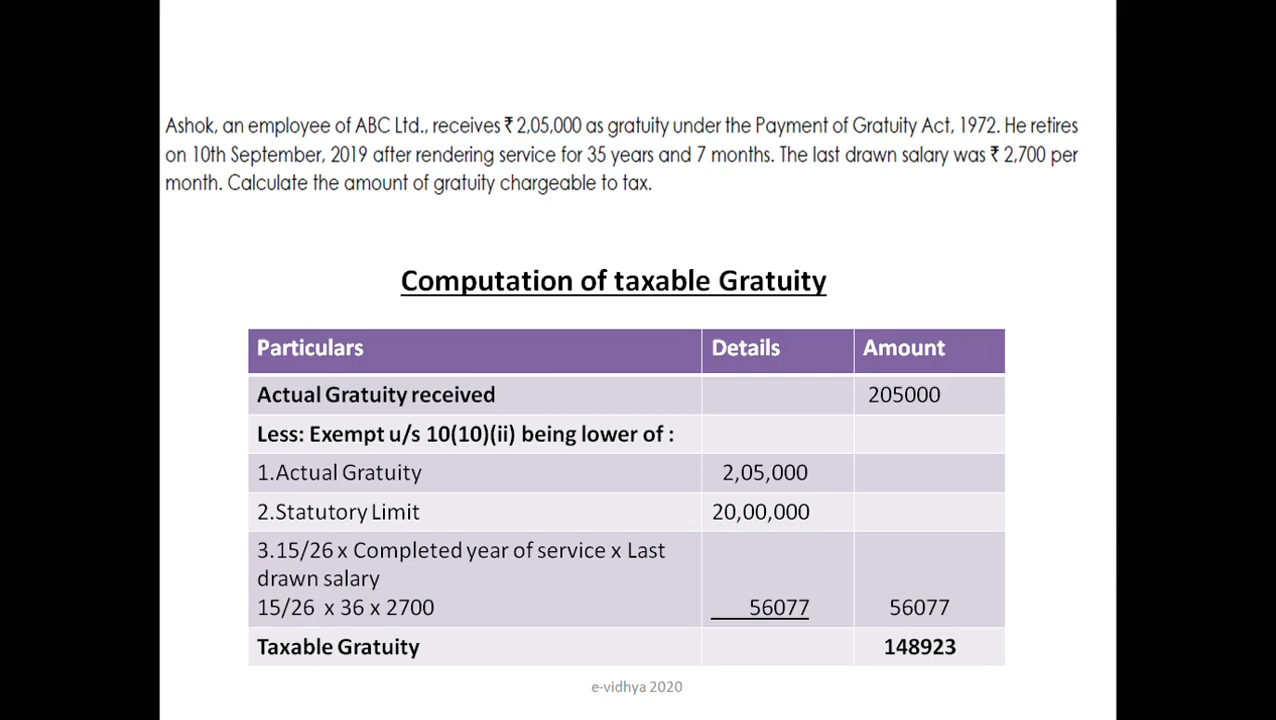 Ashok, an employee of ABC Ltd., receives ₹ 2,05,000 as gratuity under the Payment of Gratuity Act, 1972. He retires
on 10th September, 2019 after rendering service for 35 years and 7 months. The last drawn salary was ₹ 2,700 per
month. Calculate the amount of gratuity chargeable to tax.
Computation of taxable Gratuity
Particulars Details Amount
Actual Gratuity received 205000
Less: Exempt u/s 10(10)(ii) being lower of :
1.Actual Gratuity 2,05,000
2.Statutory Limit 20,00,000
3.15/26 x Completed year of service x Last
drawn salary
15/26 x 36 x 2700 56077 56077
Taxable Gratuity 148923
e-vidhya 2020